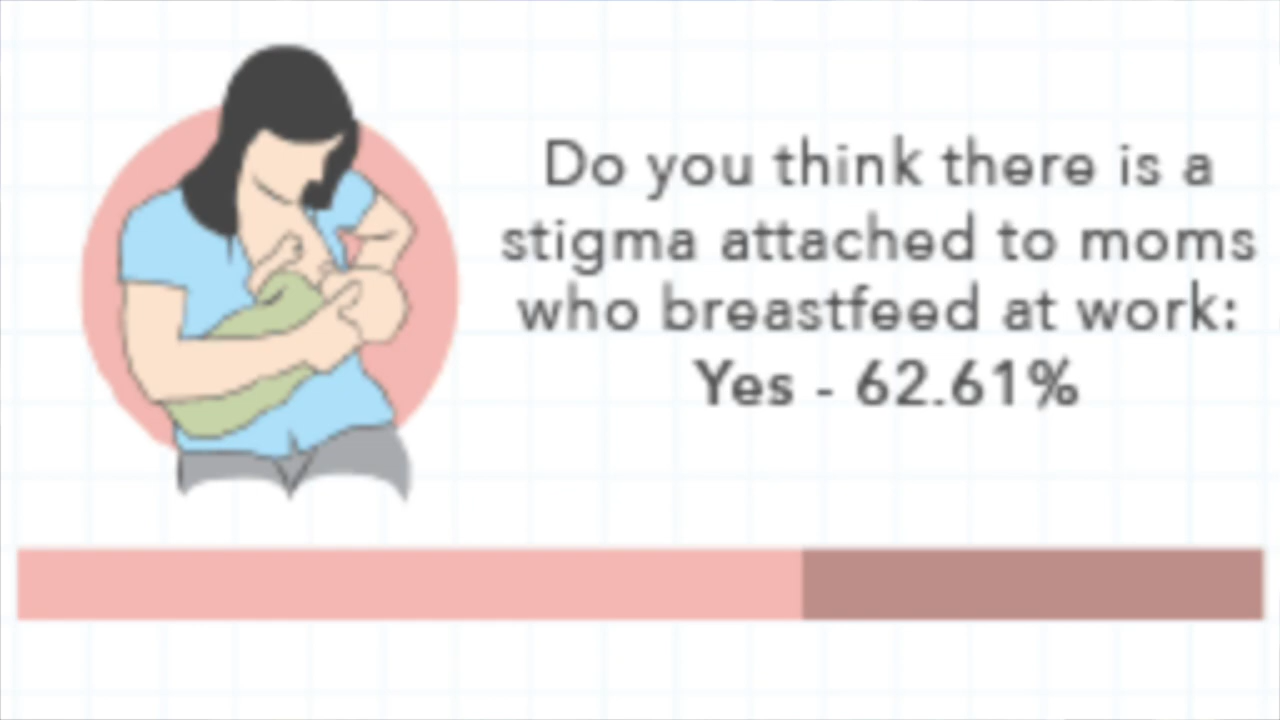 Do you think there is a
stigma attached to moms
who breastfeed at work:
Yes - 62.61%